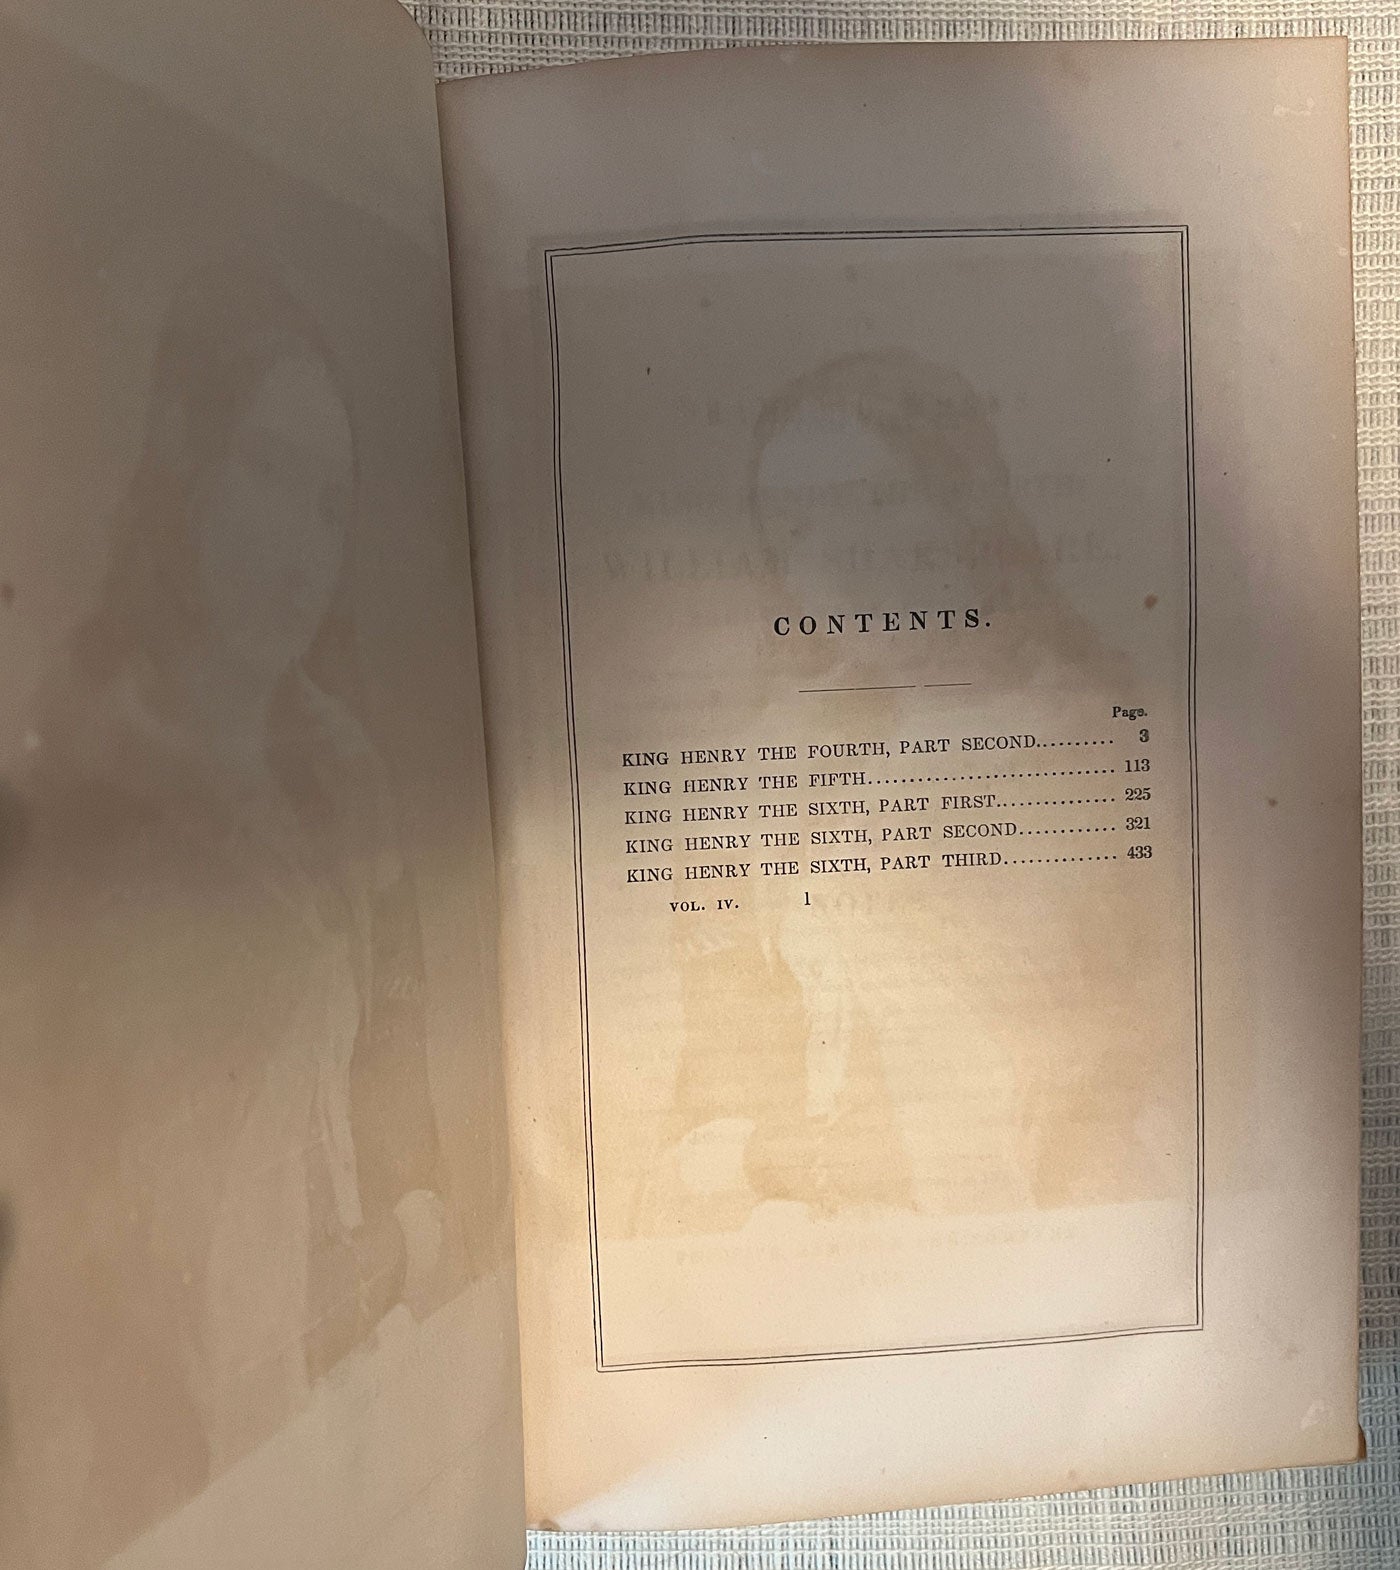 CONTENTS.
Page.
KING HENRY THE FOURTH, PART SECOND.......... 3
KING HENRY THE FIFTH............................. 113
KING HENRY THE SIXTH, PART FIRST............... 225
KING HENRY THE SIXTH, PART SECOND............ 321
KING HENRY THE SIXTH, PART THIRD.............. 433
VOL. IV. 1